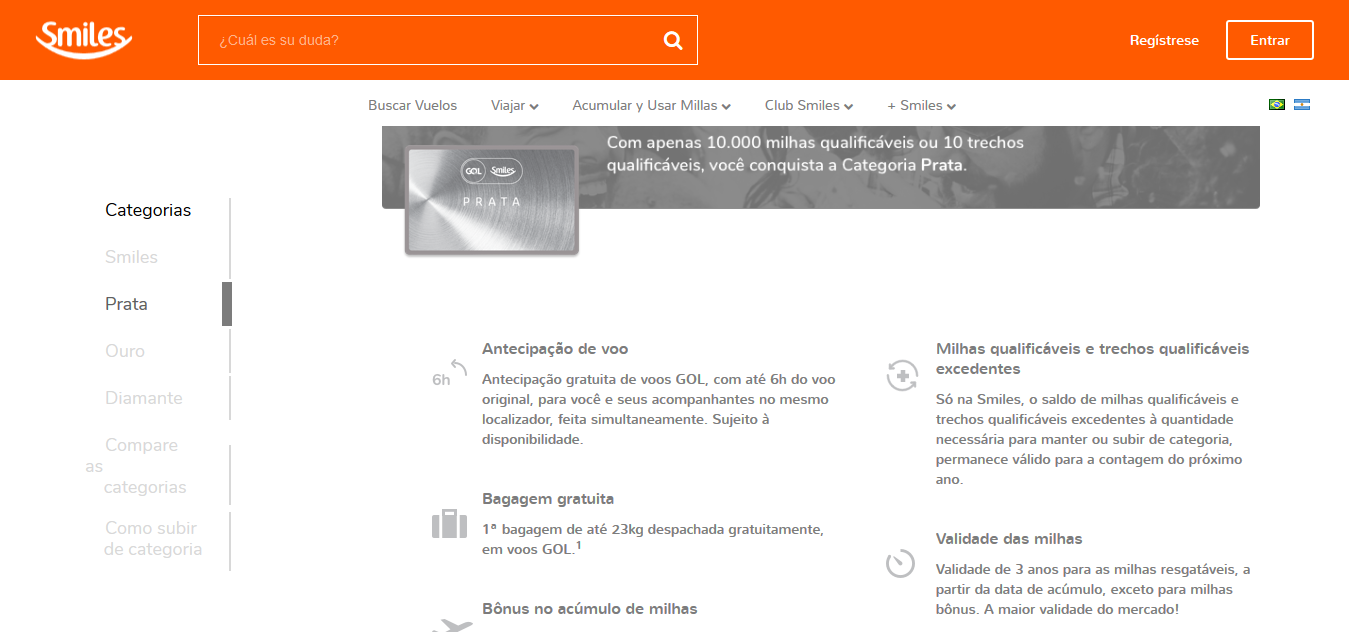 Smiles
¿Cuál es su duda?
Regístrese
Entrar
Buscar Vuelos
Viajar
Acumular y Usar Millas
Club Smiles
+ Smiles
Com apenas 10.000 milhas qualificáveis ou 10 trechos
qualificáveis, você conquista a Categoria Prata.
GOL Smiles
PRATA
Categorias
Smiles
Prata
Ouro
Diamante
Compare
as
categorias
Como subir
de categoria
6h
Antecipação de voo
Antecipação gratuita de voos GOL, com até 6h do voo
original, para você e seus acompanhantes no mesmo
localizador, feita simultaneamente. Sujeito à
disponibilidade.
Bagagem gratuita
1ª bagagem de até 23kg despachada gratuitamente,
em voos GOL.¹
Bônus no acúmulo de milhas
Milhas qualificáveis e trechos qualificáveis
excedentes
Só na Smiles, o saldo de milhas qualificáveis e
trechos qualificáveis excedentes à quantidade
necessária para manter ou subir de categoria,
permanece válido para a contagem do próximo
ano.
Validade das milhas
Validade de 3 anos para as milhas resgatáveis, a
partir da data de acúmulo, exceto para milhas
bônus. A maior validade do mercado!